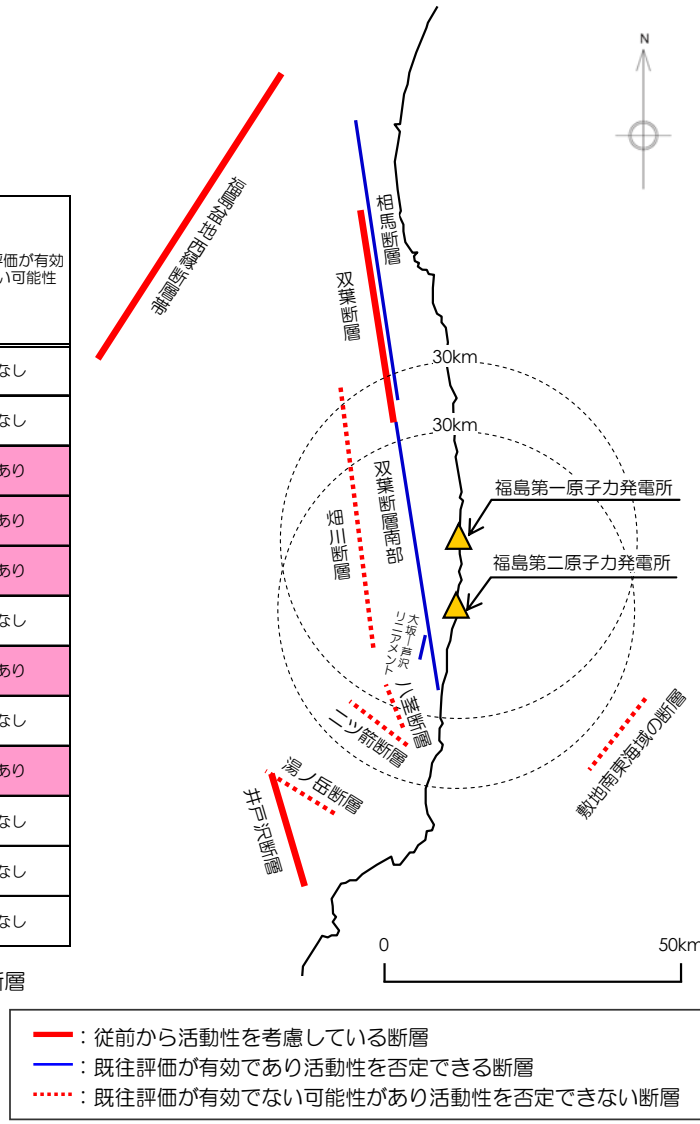 N
福島盆地西縁断層帯
相馬断層
双葉断層
30km
30km
双葉断層南部
畑川断層
福島第一原子力発電所
福島第二原子力発電所
大坂ー芦沢
リニアメント
八茎断層
二ツ箭断層
湯ノ岳断層
井戸沢断層
敷地南東海域の断層
0
50km
評価が有効
い可能性
なし
なし
あり
あり
あり
なし
あり
なし
あり
なし
なし
なし
断層
：従前から活動性を考慮している断層
：既往評価が有効であり活動性を否定できる断層
：既往評価が有効でない可能性があり活動性を否定できない断層